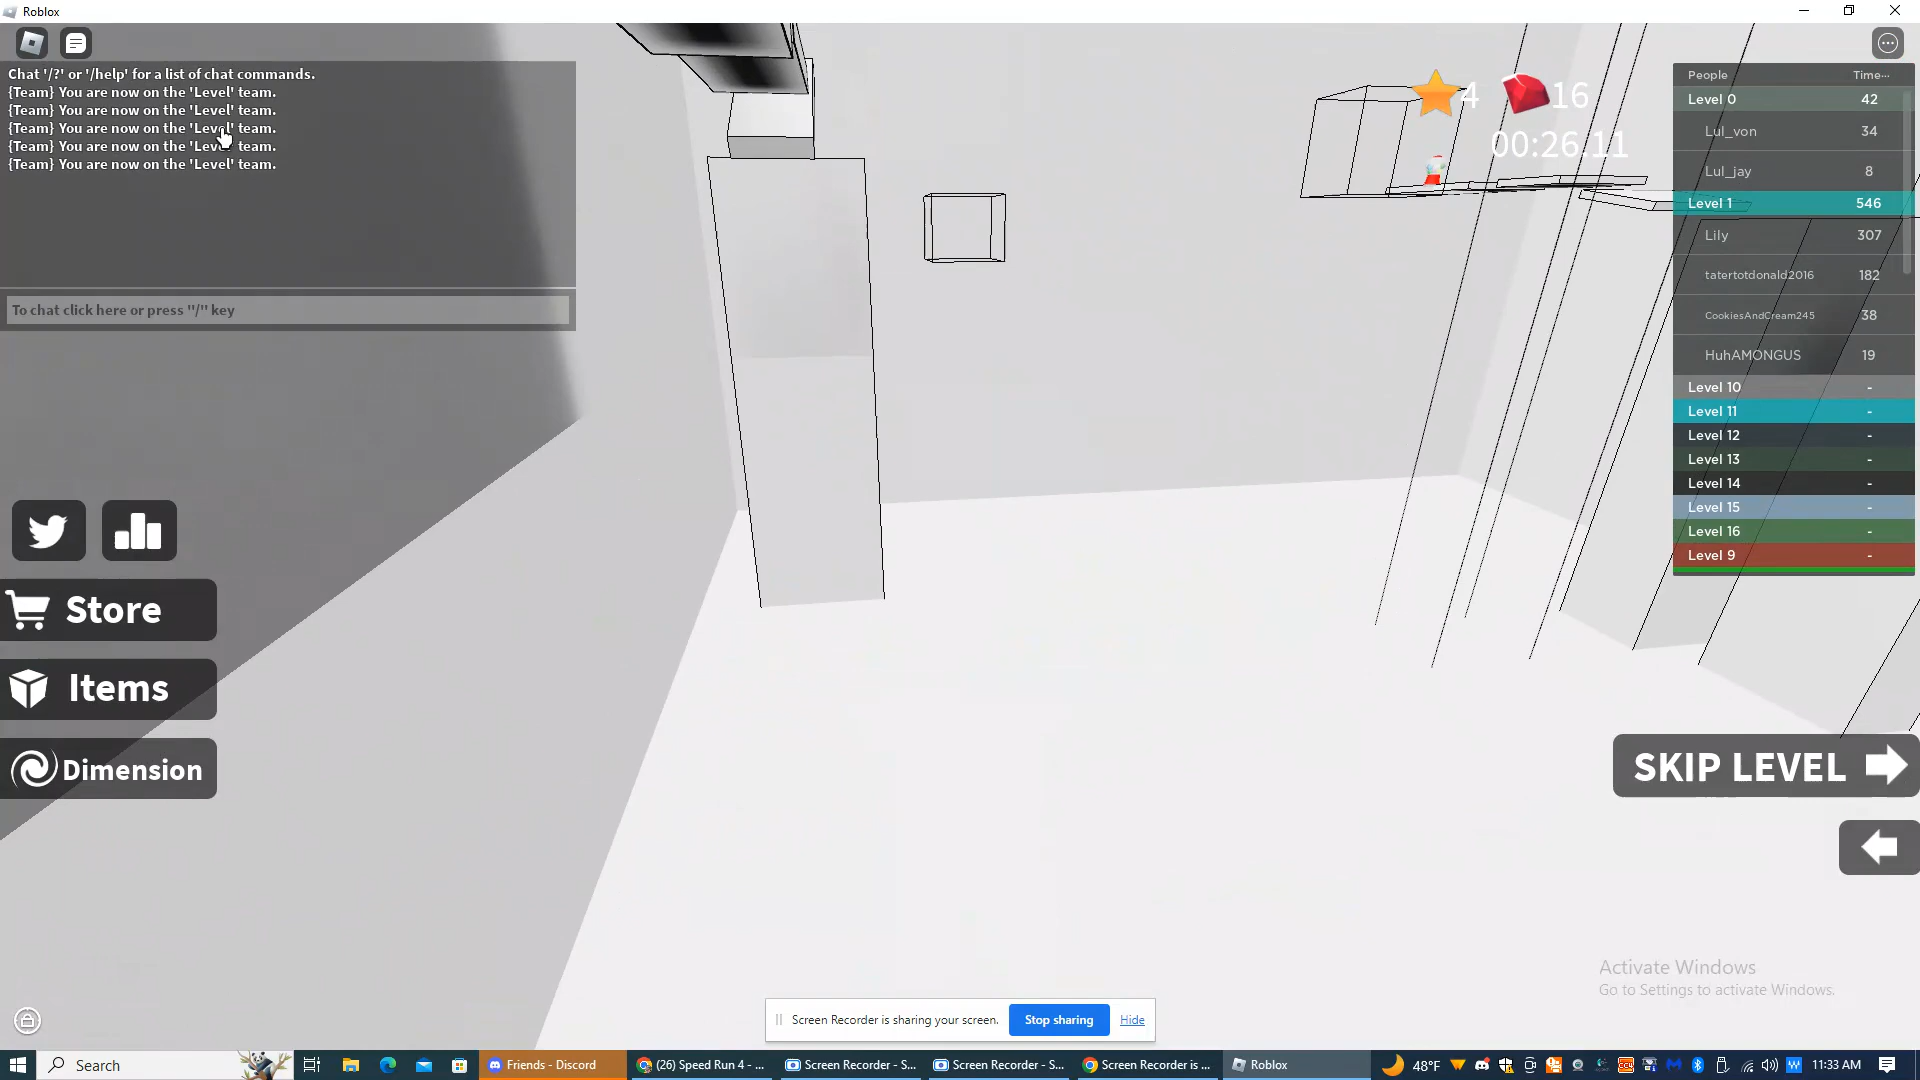 Roblox
Chat '/?' or '/help' for a list of chat commands.
{Team} You are now on the 'Level' team.
{Team} You are now on the 'Level' team.
{Team} You are now on the 'Level' team.
{Team} You are now on the 'Level' team.
{Team} You are now on the 'Level' team.
To chat click here or press "/" key
4 16
00:26.11
People Time...
Level 0 42
Lul_von 34
Lul_jay 8
Level 1 546
Lily 307
tatertotdonald2016 182
CookiesAndCream245 38
HuhAMONGUS 19
Level 10 -
Level 11 -
Level 12 -
Level 13 -
Level 14 -
Level 15 -
Level 16 -
Level 9 -
Store
Items
Dimension
SKIP LEVEL
Activate Windows
Go to Settings to activate Windows.
Screen Recorder is sharing your screen. Stop sharing Hide
Search Friends - Discord (26) Speed Run 4 - ... Screen Recorder - S... Screen Recorder - S... Screen Recorder is ... Roblox 48°F 11:33 AM